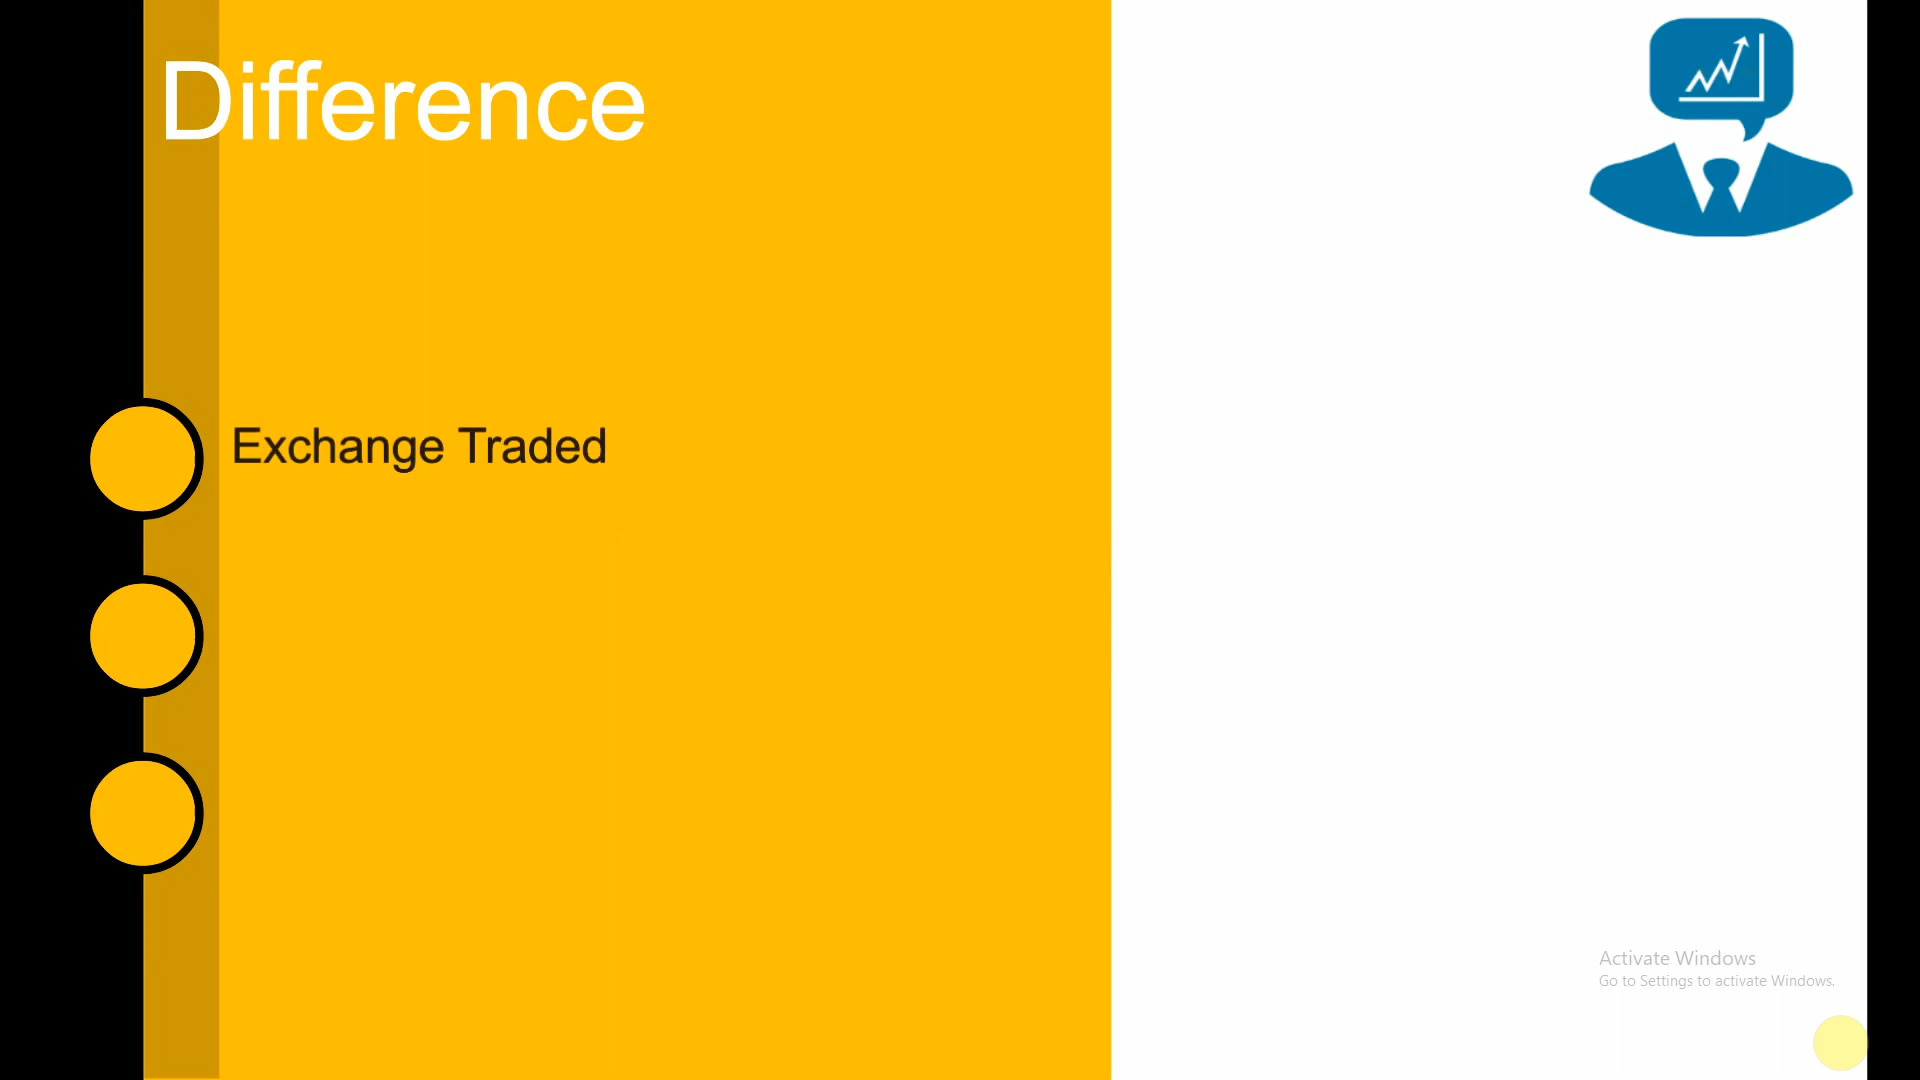 Difference
Exchange Traded
Activate Windows
Go to Settings to activate Windows.